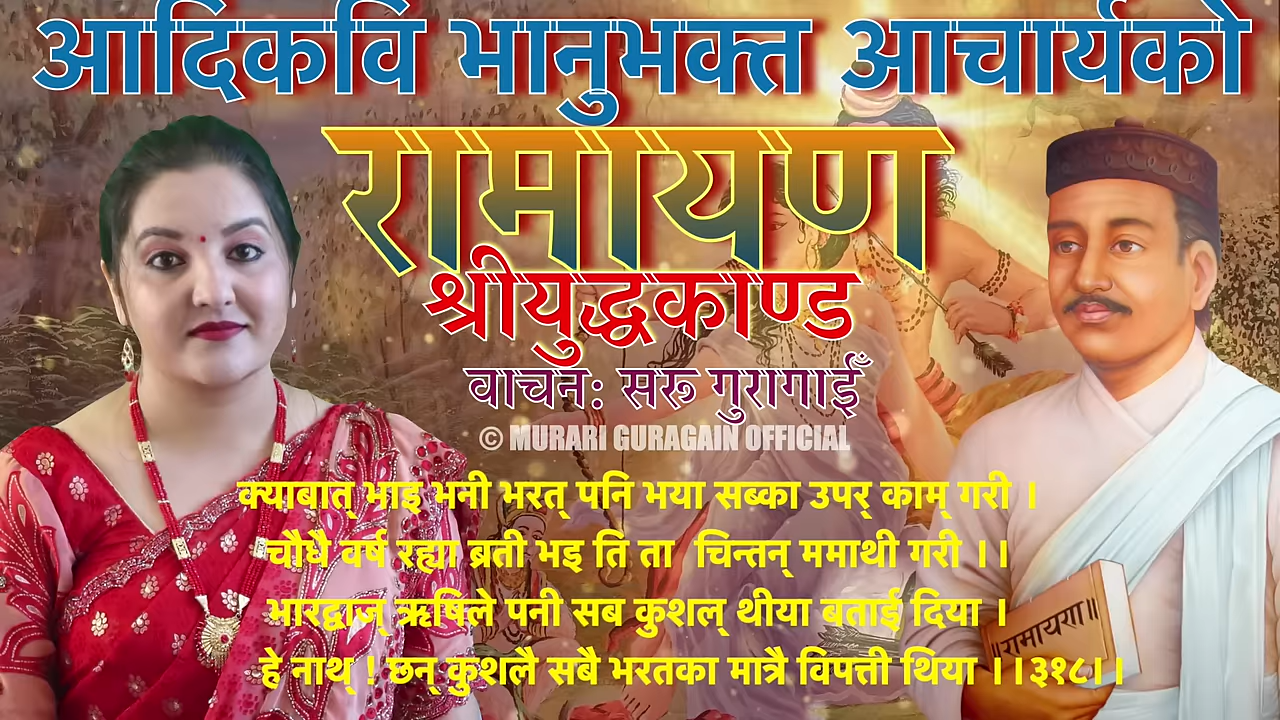 आदिकवि भानुभक्त आचार्यको
रामायण
श्रीयुद्धकाण्ड
वाचनः सरू गुरागाईँ
© MURARI GURAGAIN OFFICIAL
क्याबात् भाइ भनी भरत् पनि भया सब्का उपर् काम् गरी ।
चौधै वर्ष रह्या ब्रती भइ ति ता चिन्तन् ममाथी गरी ।।
भारद्वाज् ऋषिले पनी सब कुशल् थीया बताई दिया ।
हे नाथ् ! छन् कुशलै सबै भरतका मात्रै विपत्ती थिया ।।३१८।।
॥रामायण॥